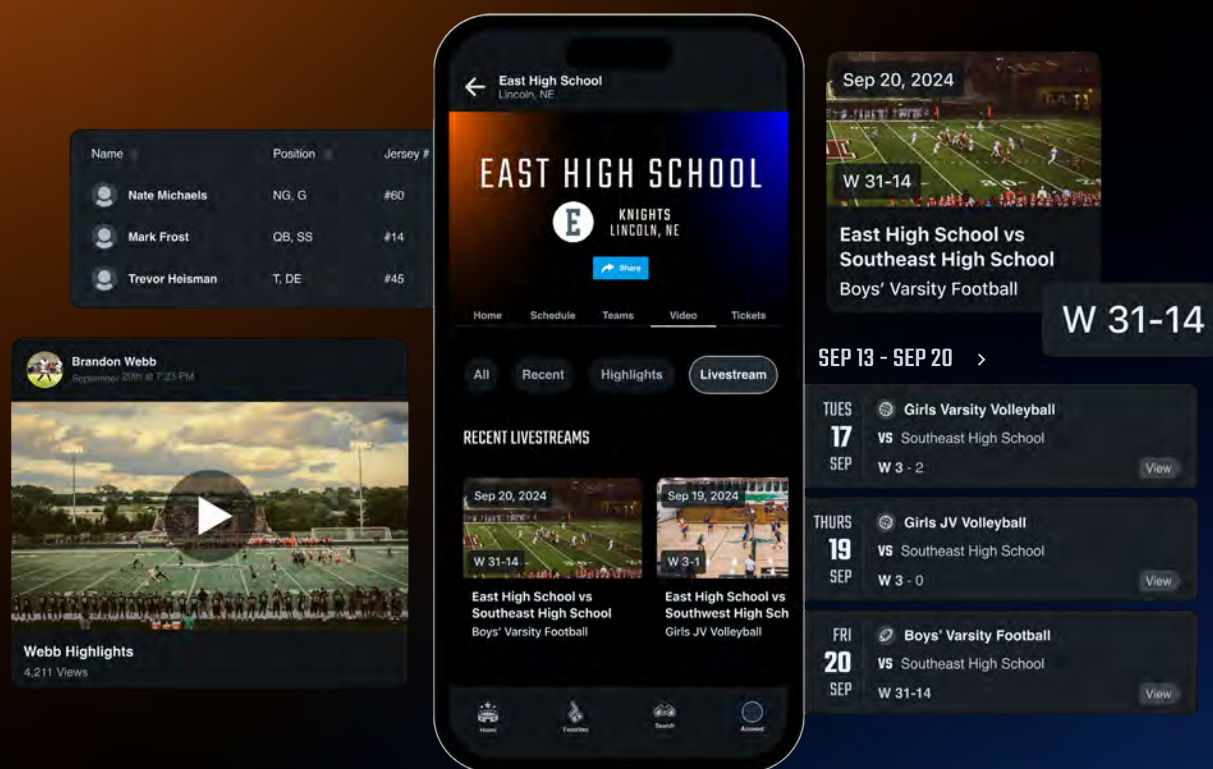 Name Position Jersey #
Nate Michaels NG, G #60
Mark Frost QB, SS #14
Trevor Heisman T, DE #45
Brandon Webb
September 20th at 7:23 PM
Webb Highlights
4,211 Views
East High School
Lincoln, NE
EAST HIGH SCHOOL
E
KNIGHTS
LINCOLN, NE
Share
Home Schedule Teams Video Tickets
All Recent Highlights Livestream
RECENT LIVESTREAMS
Sep 20, 2024
W 31-14
East High School vs
Southeast High School
Boys' Varsity Football
Sep 19, 2024
W 3-1
East High School vs
Southwest High Sch
Girls JV Volleyball
Home Favorites Search Account
Sep 20, 2024
W 31-14
East High School vs
Southeast High School
Boys' Varsity Football
W 31-14
SEP 13 - SEP 20 >
TUES
17
SEP
Girls Varsity Volleyball
VS Southeast High School
W 3 - 2
View
THURS
19
SEP
Girls JV Volleyball
VS Southeast High School
W 3 - 0
View
FRI
20
SEP
Boys' Varsity Football
VS Southeast High School
W 31-14
View